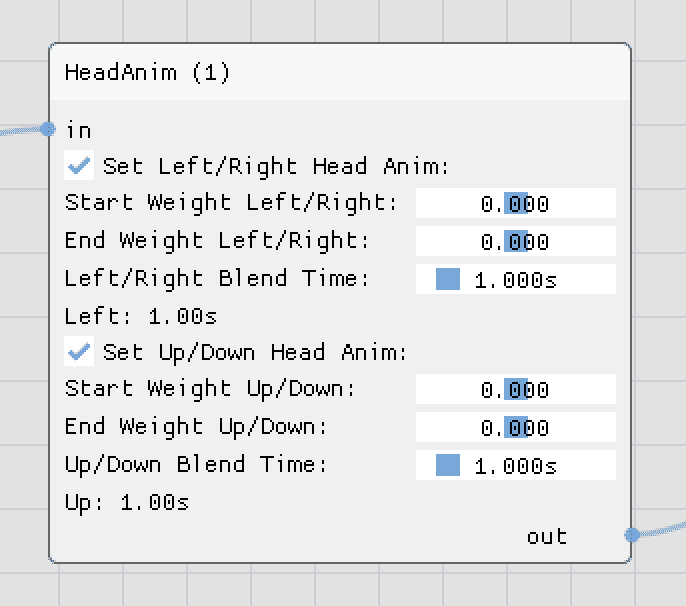 HeadAnim (1)
in
Set Left/Right Head Anim:
Start Weight Left/Right: 0.000
End Weight Left/Right: 0.000
Left/Right Blend Time: 1.000s
Left: 1.00s
Set Up/Down Head Anim:
Start Weight Up/Down: 0.000
End Weight Up/Down: 0.000
Up/Down Blend Time: 1.000s
Up: 1.00s
out